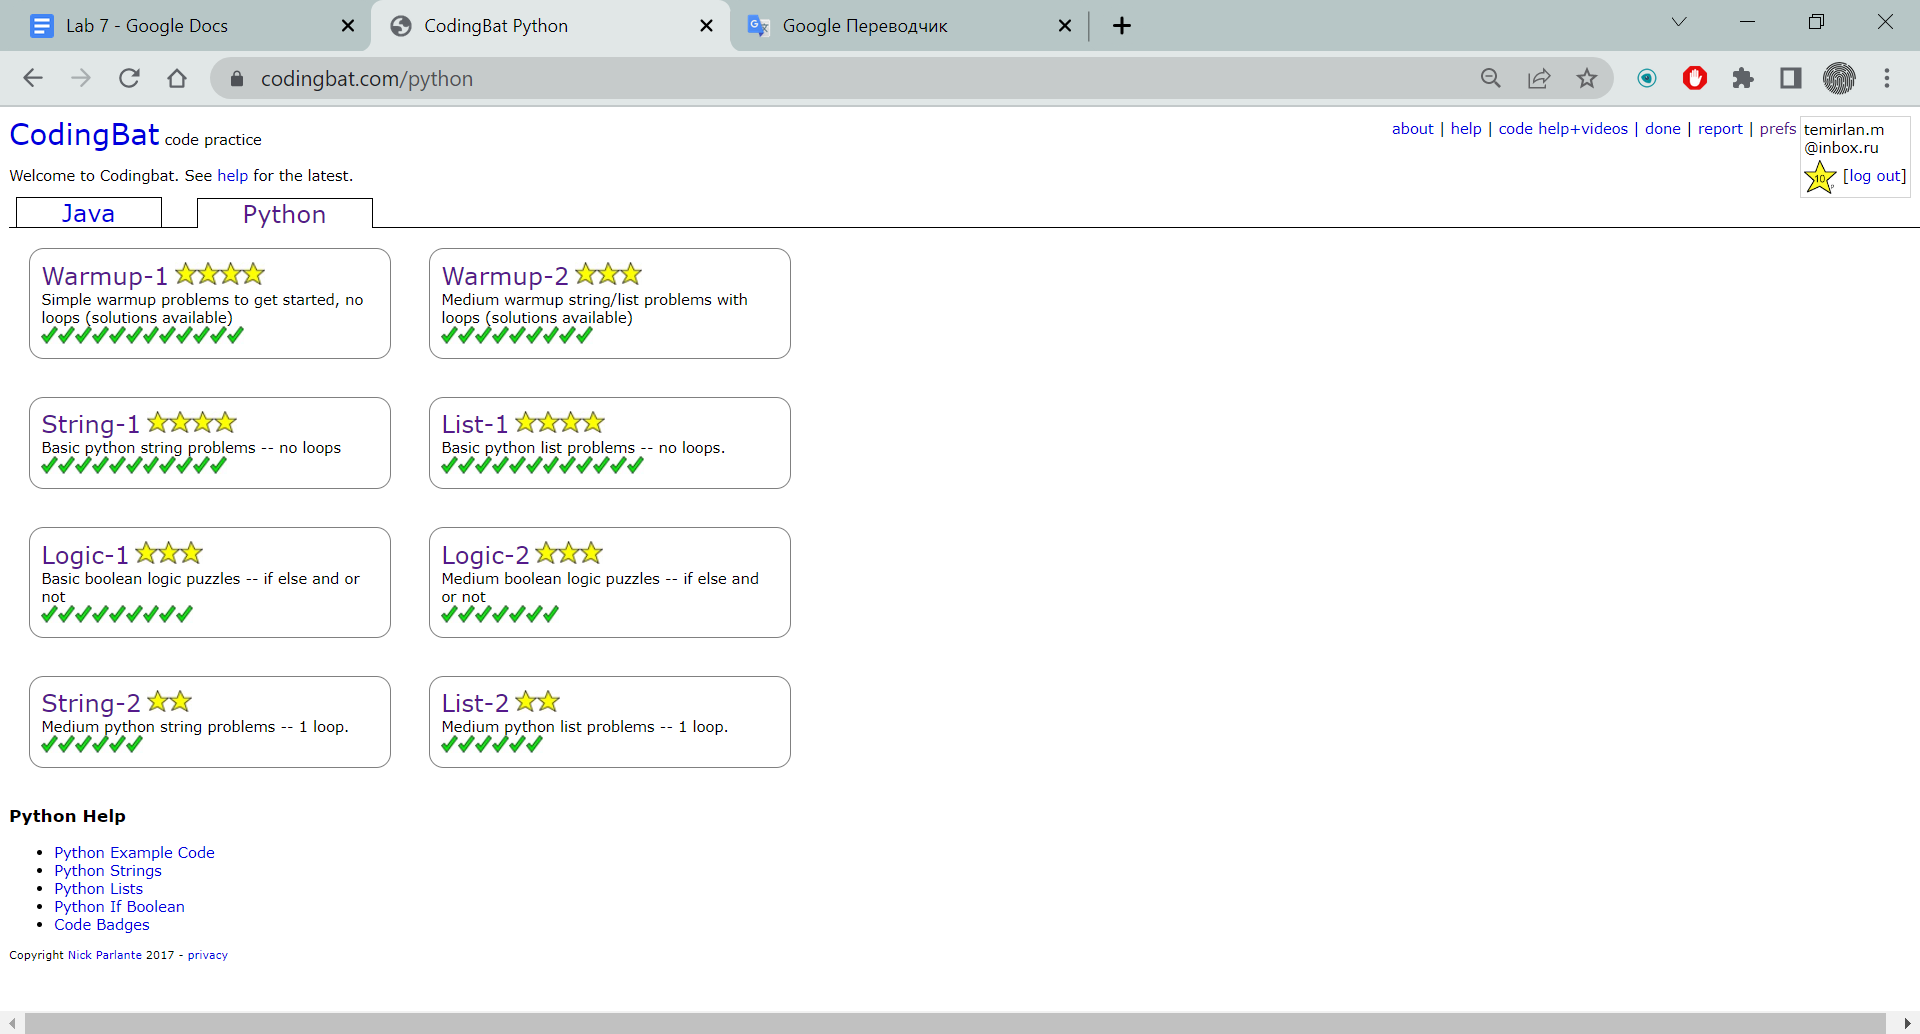 Lab 7 - Google Docs
CodingBat Python
Google Переводчик
codingbat.com/python
CodingBat code practice
about | help | code help+videos | done | report | prefs
temirlan.m
@inbox.ru
10
[log out]
Welcome to Codingbat. See help for the latest.
Java
Python
Warmup-1
Simple warmup problems to get started, no
loops (solutions available)
Warmup-2
Medium warmup string/list problems with
loops (solutions available)
String-1
Basic python string problems -- no loops
List-1
Basic python list problems -- no loops.
Logic-1
Basic boolean logic puzzles -- if else and or
not
Logic-2
Medium boolean logic puzzles -- if else and
or not
String-2
Medium python string problems -- 1 loop.
List-2
Medium python list problems -- 1 loop.
Python Help
Python Example Code
Python Strings
Python Lists
Python If Boolean
Code Badges
Copyright Nick Parlante 2017 - privacy